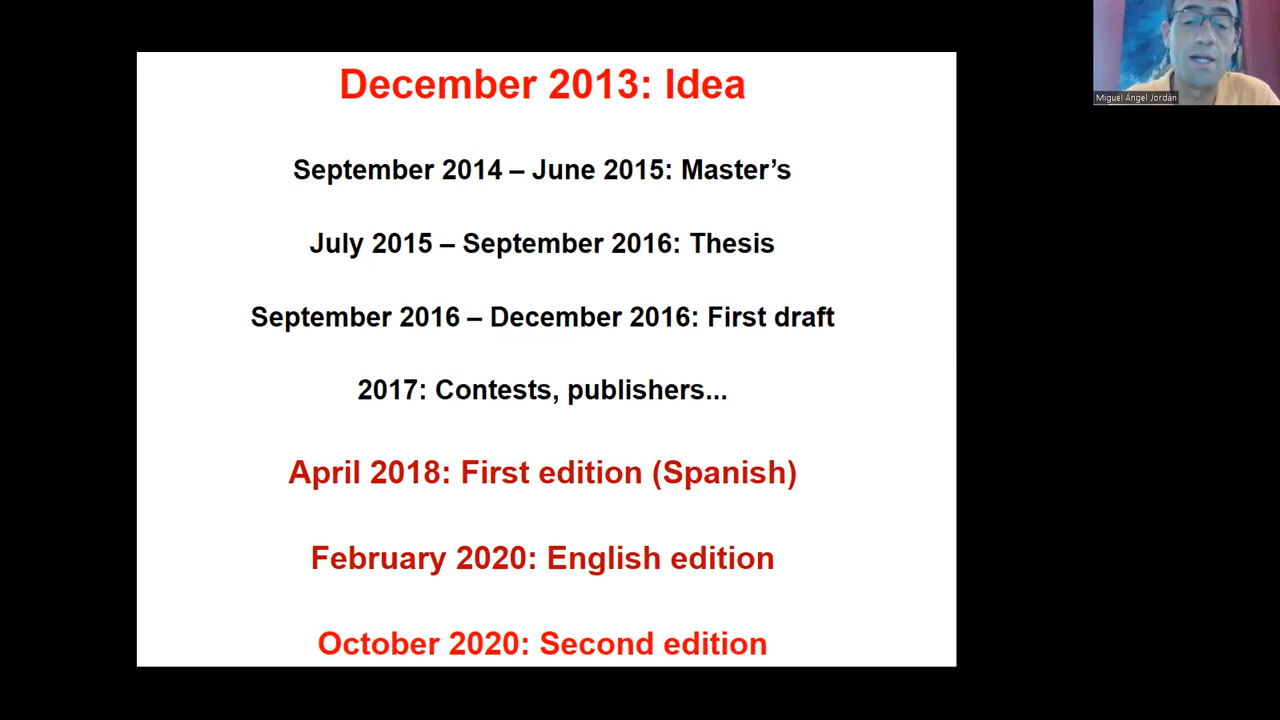 December 2013: Idea
September 2014 – June 2015: Master’s
July 2015 – September 2016: Thesis
September 2016 – December 2016: First draft
2017: Contests, publishers...
April 2018: First edition (Spanish)
February 2020: English edition
October 2020: Second edition
Miguel Ángel Jordán